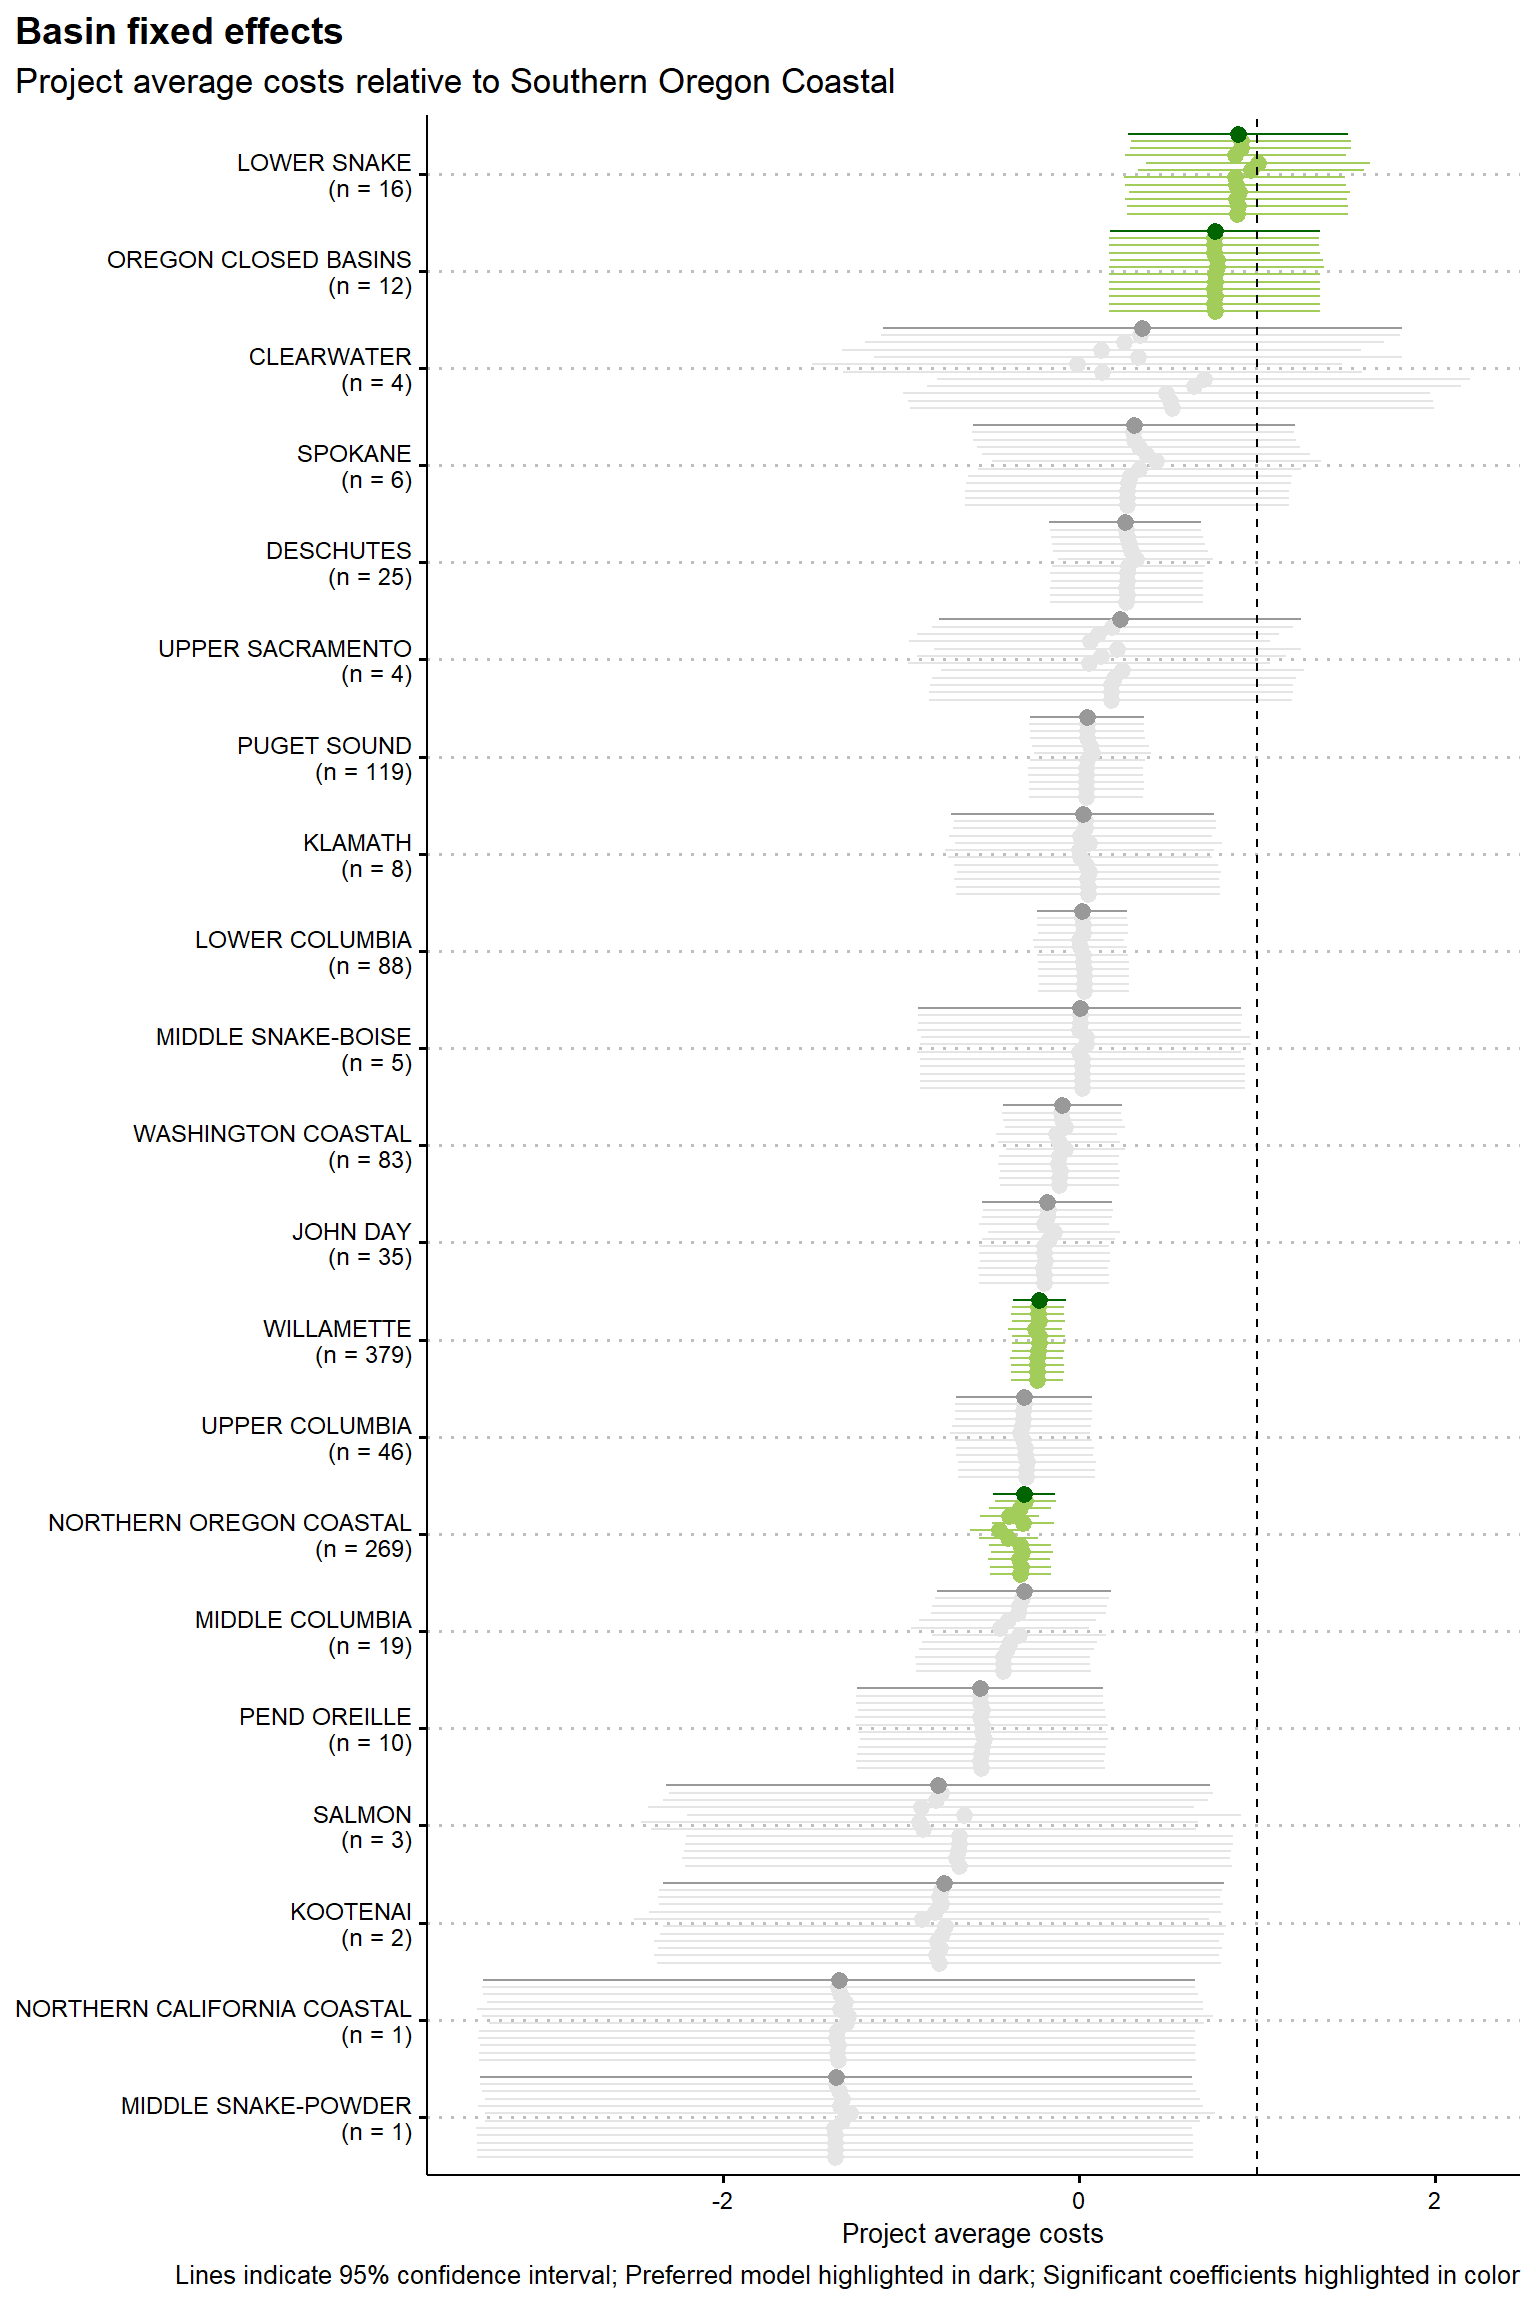 Basin fixed effects
Project average costs relative to Southern Oregon Coastal
LOWER SNAKE
(n = 16)
OREGON CLOSED BASINS
(n = 12)
CLEARWATER
(n = 4)
SPOKANE
(n = 6)
DESCHUTES
(n = 25)
UPPER SACRAMENTO
(n = 4)
PUGET SOUND
(n = 119)
KLAMATH
(n = 8)
LOWER COLUMBIA
(n = 88)
MIDDLE SNAKE-BOISE
(n = 5)
WASHINGTON COASTAL
(n = 83)
JOHN DAY
(n = 35)
WILLAMETTE
(n = 379)
UPPER COLUMBIA
(n = 46)
NORTHERN OREGON COASTAL
(n = 269)
MIDDLE COLUMBIA
(n = 19)
PEND OREILLE
(n = 10)
SALMON
(n = 3)
KOOTENAI
(n = 2)
NORTHERN CALIFORNIA COASTAL
(n = 1)
MIDDLE SNAKE-POWDER
(n = 1)
-2 0 2
Project average costs
Lines indicate 95% confidence interval; Preferred model highlighted in dark; Significant coefficients highlighted in color